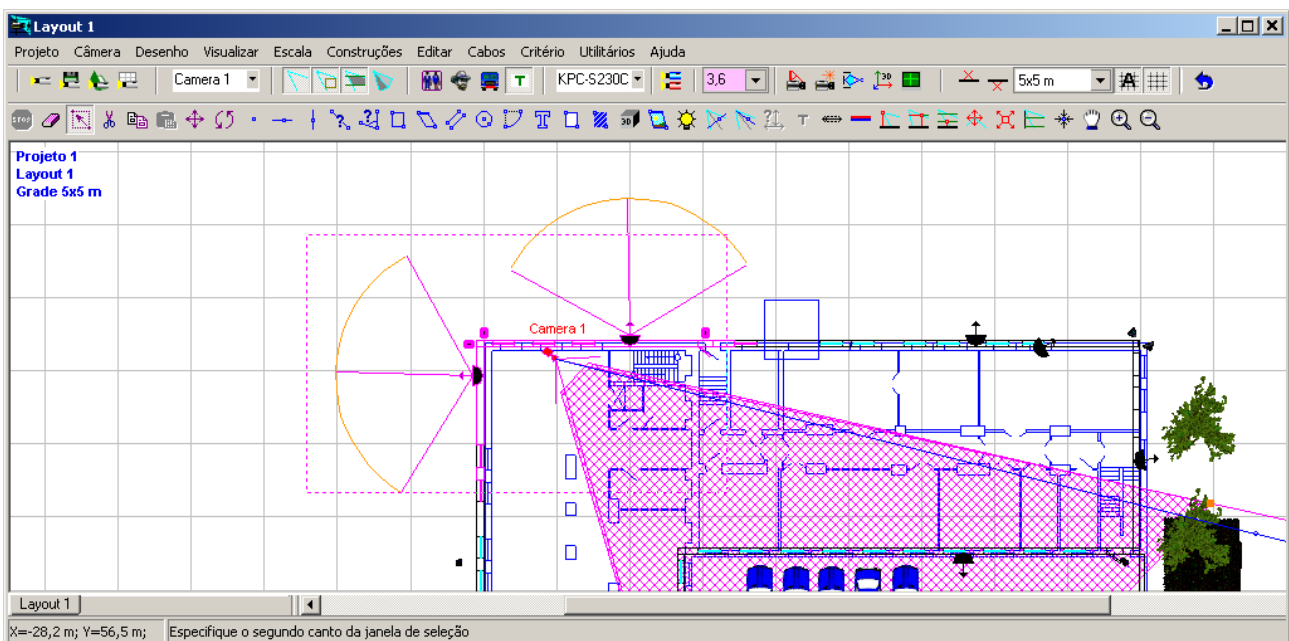 Layout 1
Projeto Câmera Desenho Visualizar Escala Construções Editar Cabos Critério Utilitários Ajuda
Camera 1 T KPC-S230C 3,6 5x5 m A
STOP T 3D T
Projeto 1
Layout 1
Grade 5x5 m
Camera 1
Layout 1
X=-28,2 m; Y=56,5 m; Especifique o segundo canto da janela de seleção